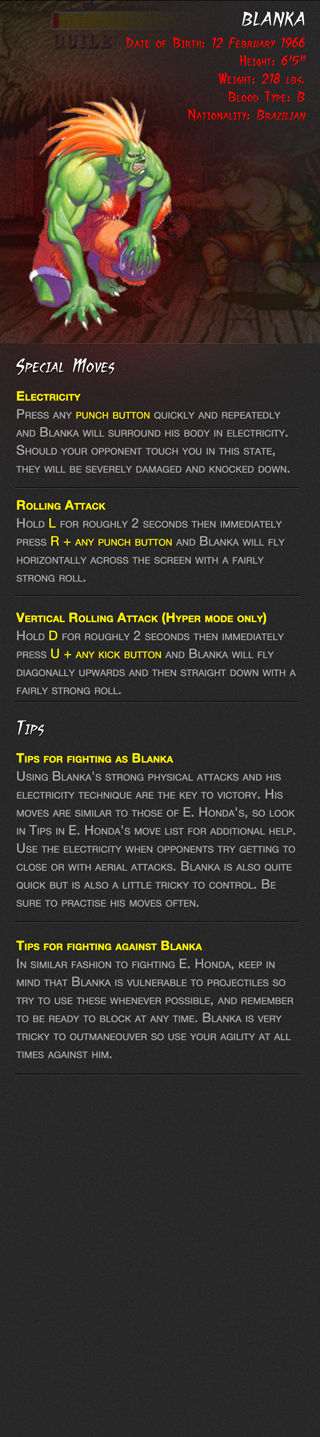 BLANKA
GUILE
Date of Birth: 12 February 1966
Height: 6'5"
Weight: 218 lbs.
Blood Type: B
Nationality: Brazilian
Special Moves
Electricity
Press any punch button quickly and repeatedly
and Blanka will surround his body in electricity.
Should your opponent touch you in this state,
they will be severely damaged and knocked down.
Rolling Attack
Hold L for roughly 2 seconds then immediately
press R + any punch button and Blanka will fly
horizontally across the screen with a fairly
strong roll.
Vertical Rolling Attack (Hyper mode only)
Hold D for roughly 2 seconds then immediately
press U + any kick button and Blanka will fly
diagonally upwards and then straight down with a
fairly strong roll.
Tips
Tips for fighting as Blanka
Using Blanka's strong physical attacks and his
electricity technique are the key to victory. His
moves are similar to those of E. Honda's, so look
in Tips in E. Honda's move list for additional help.
Use the electricity when opponents try getting to
close or with aerial attacks. Blanka is also quite
quick but is also a little tricky to control. Be
sure to practise his moves often.
Tips for fighting against Blanka
In similar fashion to fighting E. Honda, keep in
mind that Blanka is vulnerable to projectiles so
try to use these whenever possible, and remember
to be ready to block at any time. Blanka is very
tricky to outmaneouver so use your agility at all
times against him.